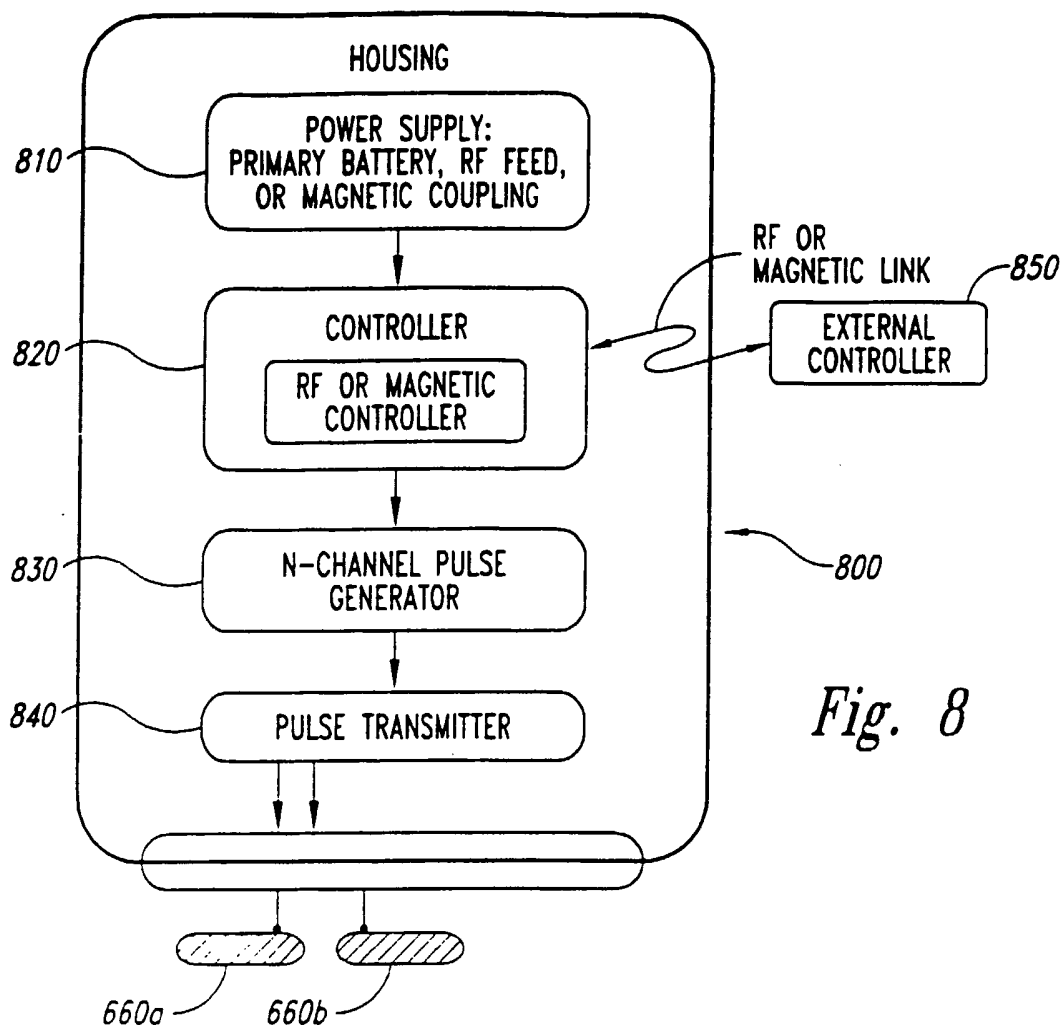 HOUSING
810
POWER SUPPLY:
PRIMARY BATTERY, RF FEED,
OR MAGNETIC COUPLING
RF OR
MAGNETIC LINK
850
820
CONTROLLER
RF OR MAGNETIC
CONTROLLER
EXTERNAL
CONTROLLER
830
N-CHANNEL PULSE
GENERATOR
800
840
PULSE TRANSMITTER
Fig. 8
660a
660b